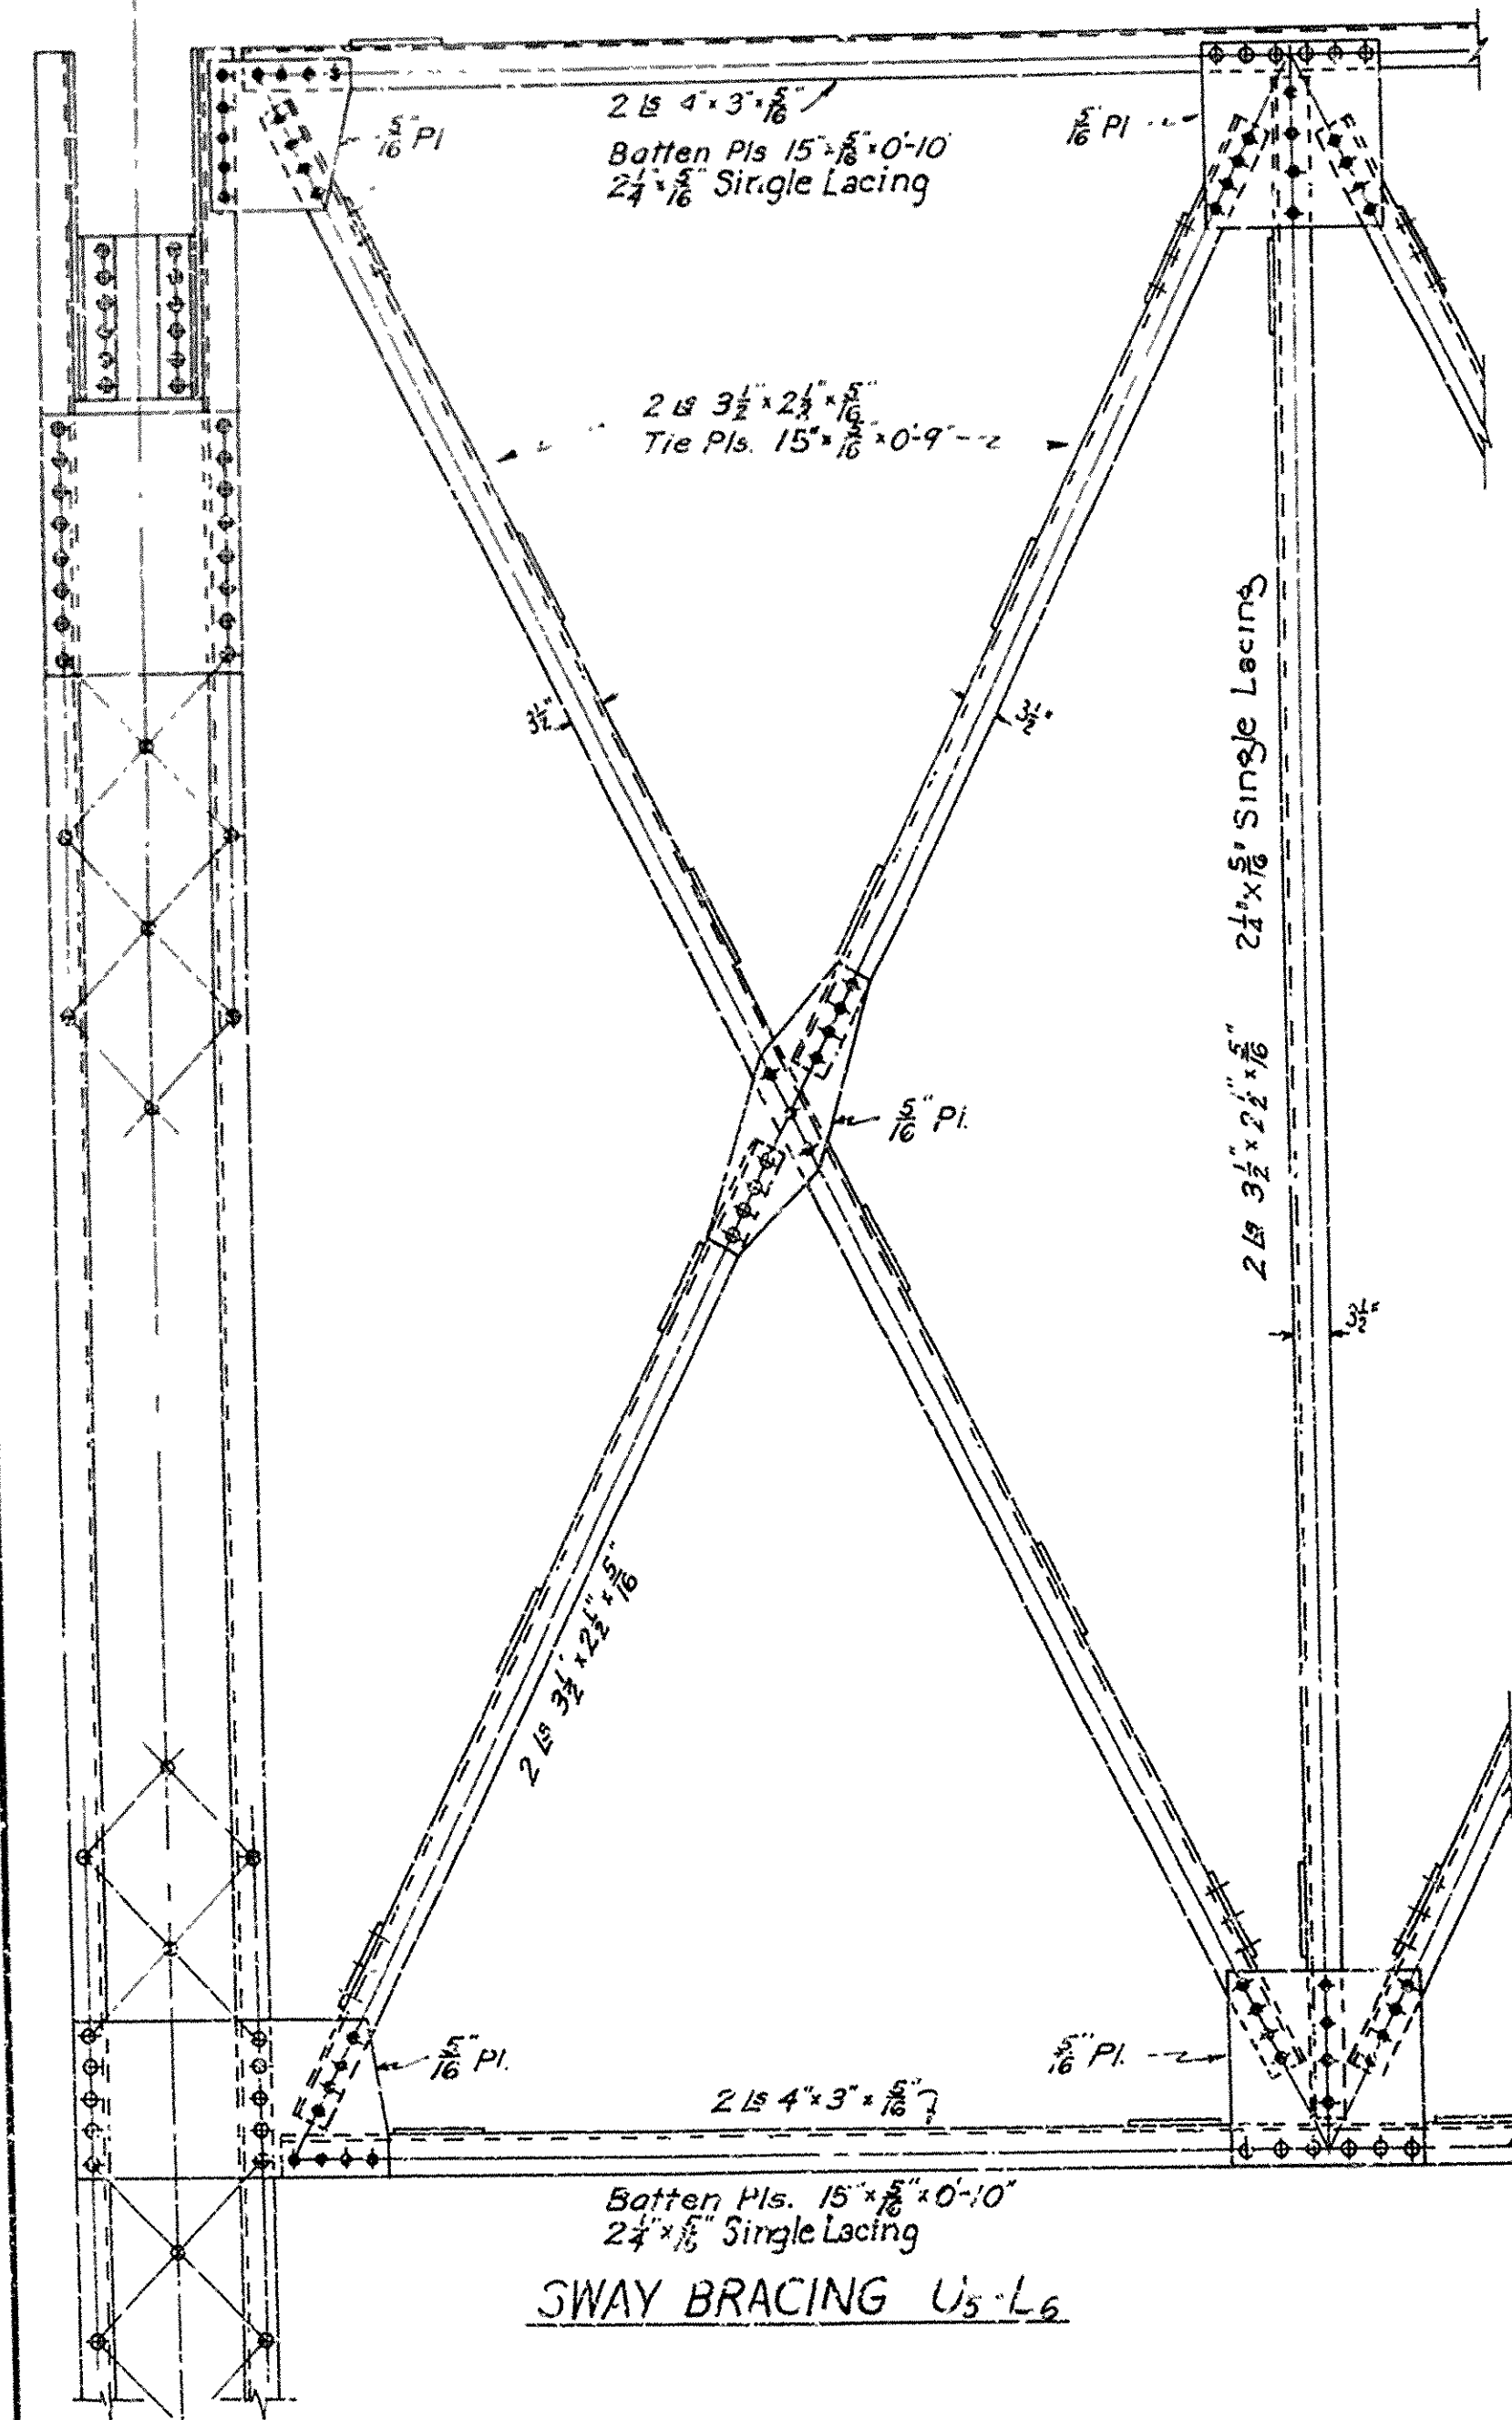 2 Ls 4" x 3" x 5/16"
Batten Pls 15" x 5/16" x 0'-10"
2 1/4" x 5/16" Single Lacing
5/16" Pl
5/16" Pl
2 Ls 3 1/2" x 2 1/2" x 5/16"
Tie Pls. 15" x 5/16" x 0'-9"
3 1/2"
3 1/2"
2 Ls 3 1/2" x 2 1/2" x 5/16" 2 1/4" x 5/16" Single Lacing
5/16" Pl.
3 1/2"
2 Ls 3 1/2" x 2 1/2" x 5/16"
5/16" Pl.
5/16" Pl.
2 Ls 4" x 3" x 5/16"
Batten Pls. 15" x 5/16" x 0'-10"
2 1/4" x 5/16" Single Lacing
SWAY BRACING U5-L6